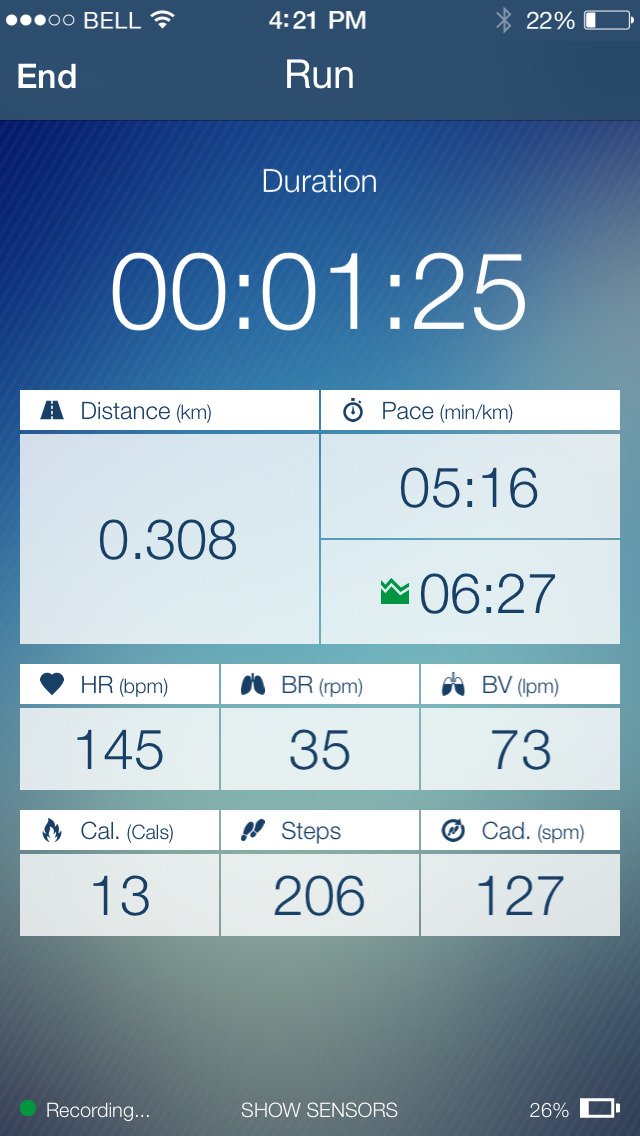 BELL 4:21 PM 22%
End Run
Duration
00:01:25
Distance (km) Pace (min/km)
0.308 05:16
06:27
HR (bpm) BR (rpm) BV (lpm)
145 35 73
Cal. (Cals) Steps Cad. (spm)
13 206 127
Recording... SHOW SENSORS 26%